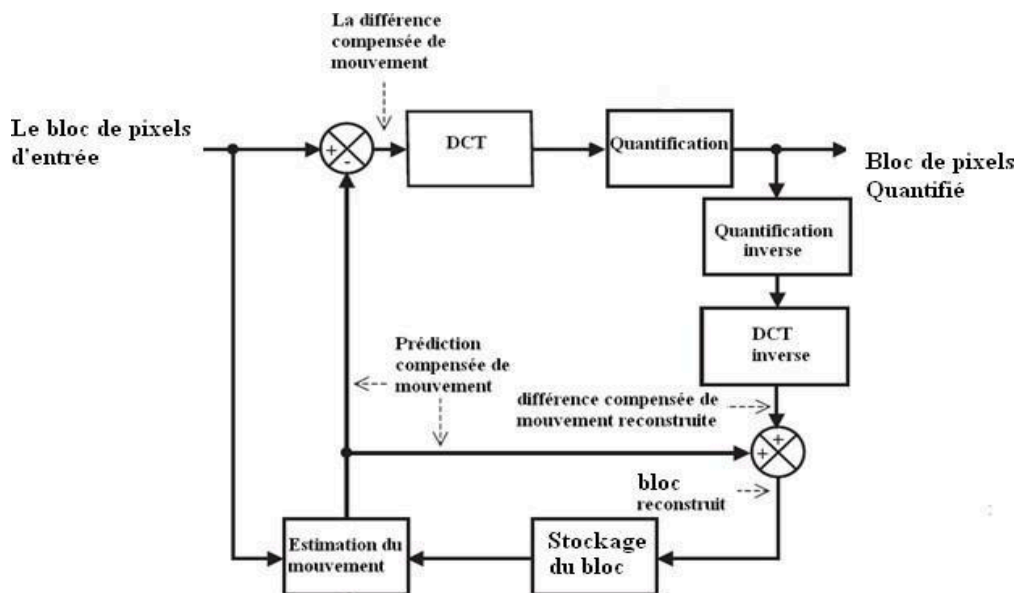 La différence
compensée de
mouvement
Le bloc de pixels
d'entrée
+
-
DCT
Quantification
Bloc de pixels
Quantifié
Quantification
inverse
DCT
inverse
Prédiction
compensée de
mouvement
différence compensée de
mouvement reconstruite
+
+
bloc
reconstruit
Estimation du
mouvement
Stockage
du bloc